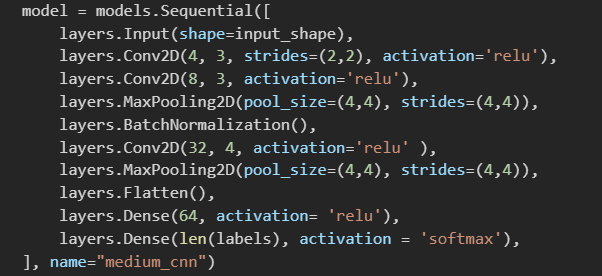 model = models.Sequential([
    layers.Input(shape=input_shape),
    layers.Conv2D(4, 3, strides=(2,2), activation='relu'),
    layers.Conv2D(8, 3, activation='relu'),
    layers.MaxPooling2D(pool_size=(4,4), strides=(4,4)),
    layers.BatchNormalization(),
    layers.Conv2D(32, 4, activation='relu' ),
    layers.MaxPooling2D(pool_size=(4,4), strides=(4,4)),
    layers.Flatten(),
    layers.Dense(64, activation= 'relu'),
    layers.Dense(len(labels), activation = 'softmax'),
], name="medium_cnn")